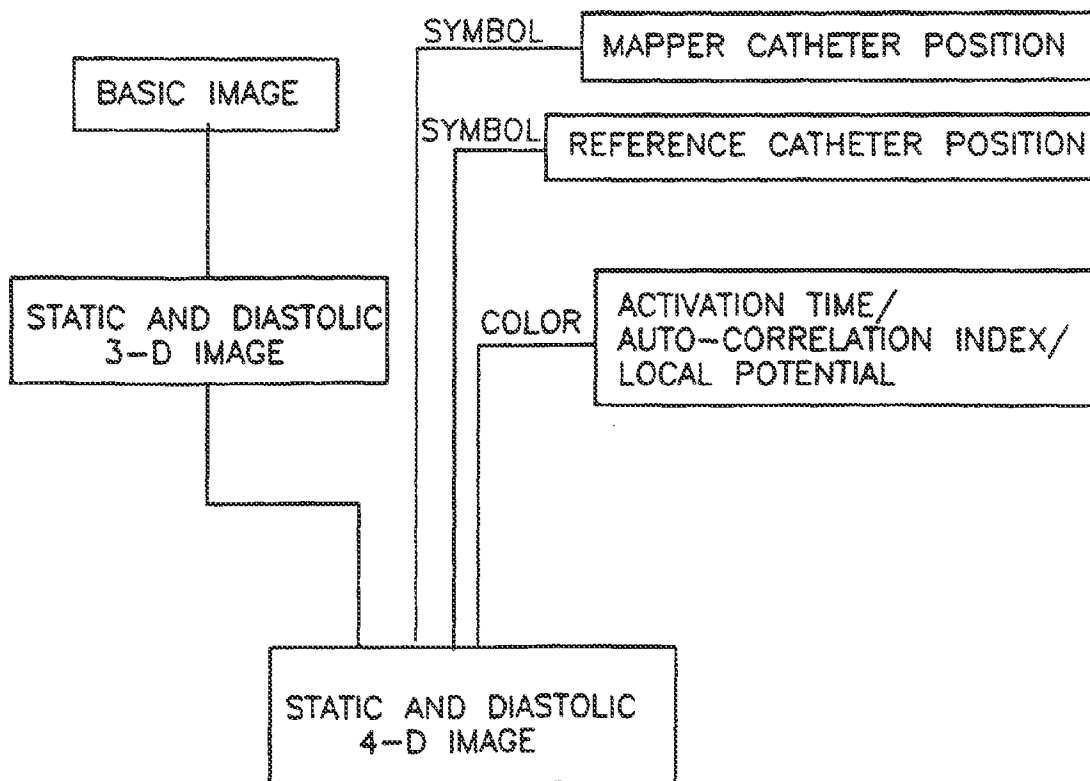 SYMBOL
MAPPER CATHETER POSITION
BASIC IMAGE
SYMBOL
REFERENCE CATHETER POSITION
STATIC AND DIASTOLIC
3-D IMAGE
COLOR
ACTIVATION TIME/
AUTO-CORRELATION INDEX/
LOCAL POTENTIAL
STATIC AND DIASTOLIC
4-D IMAGE